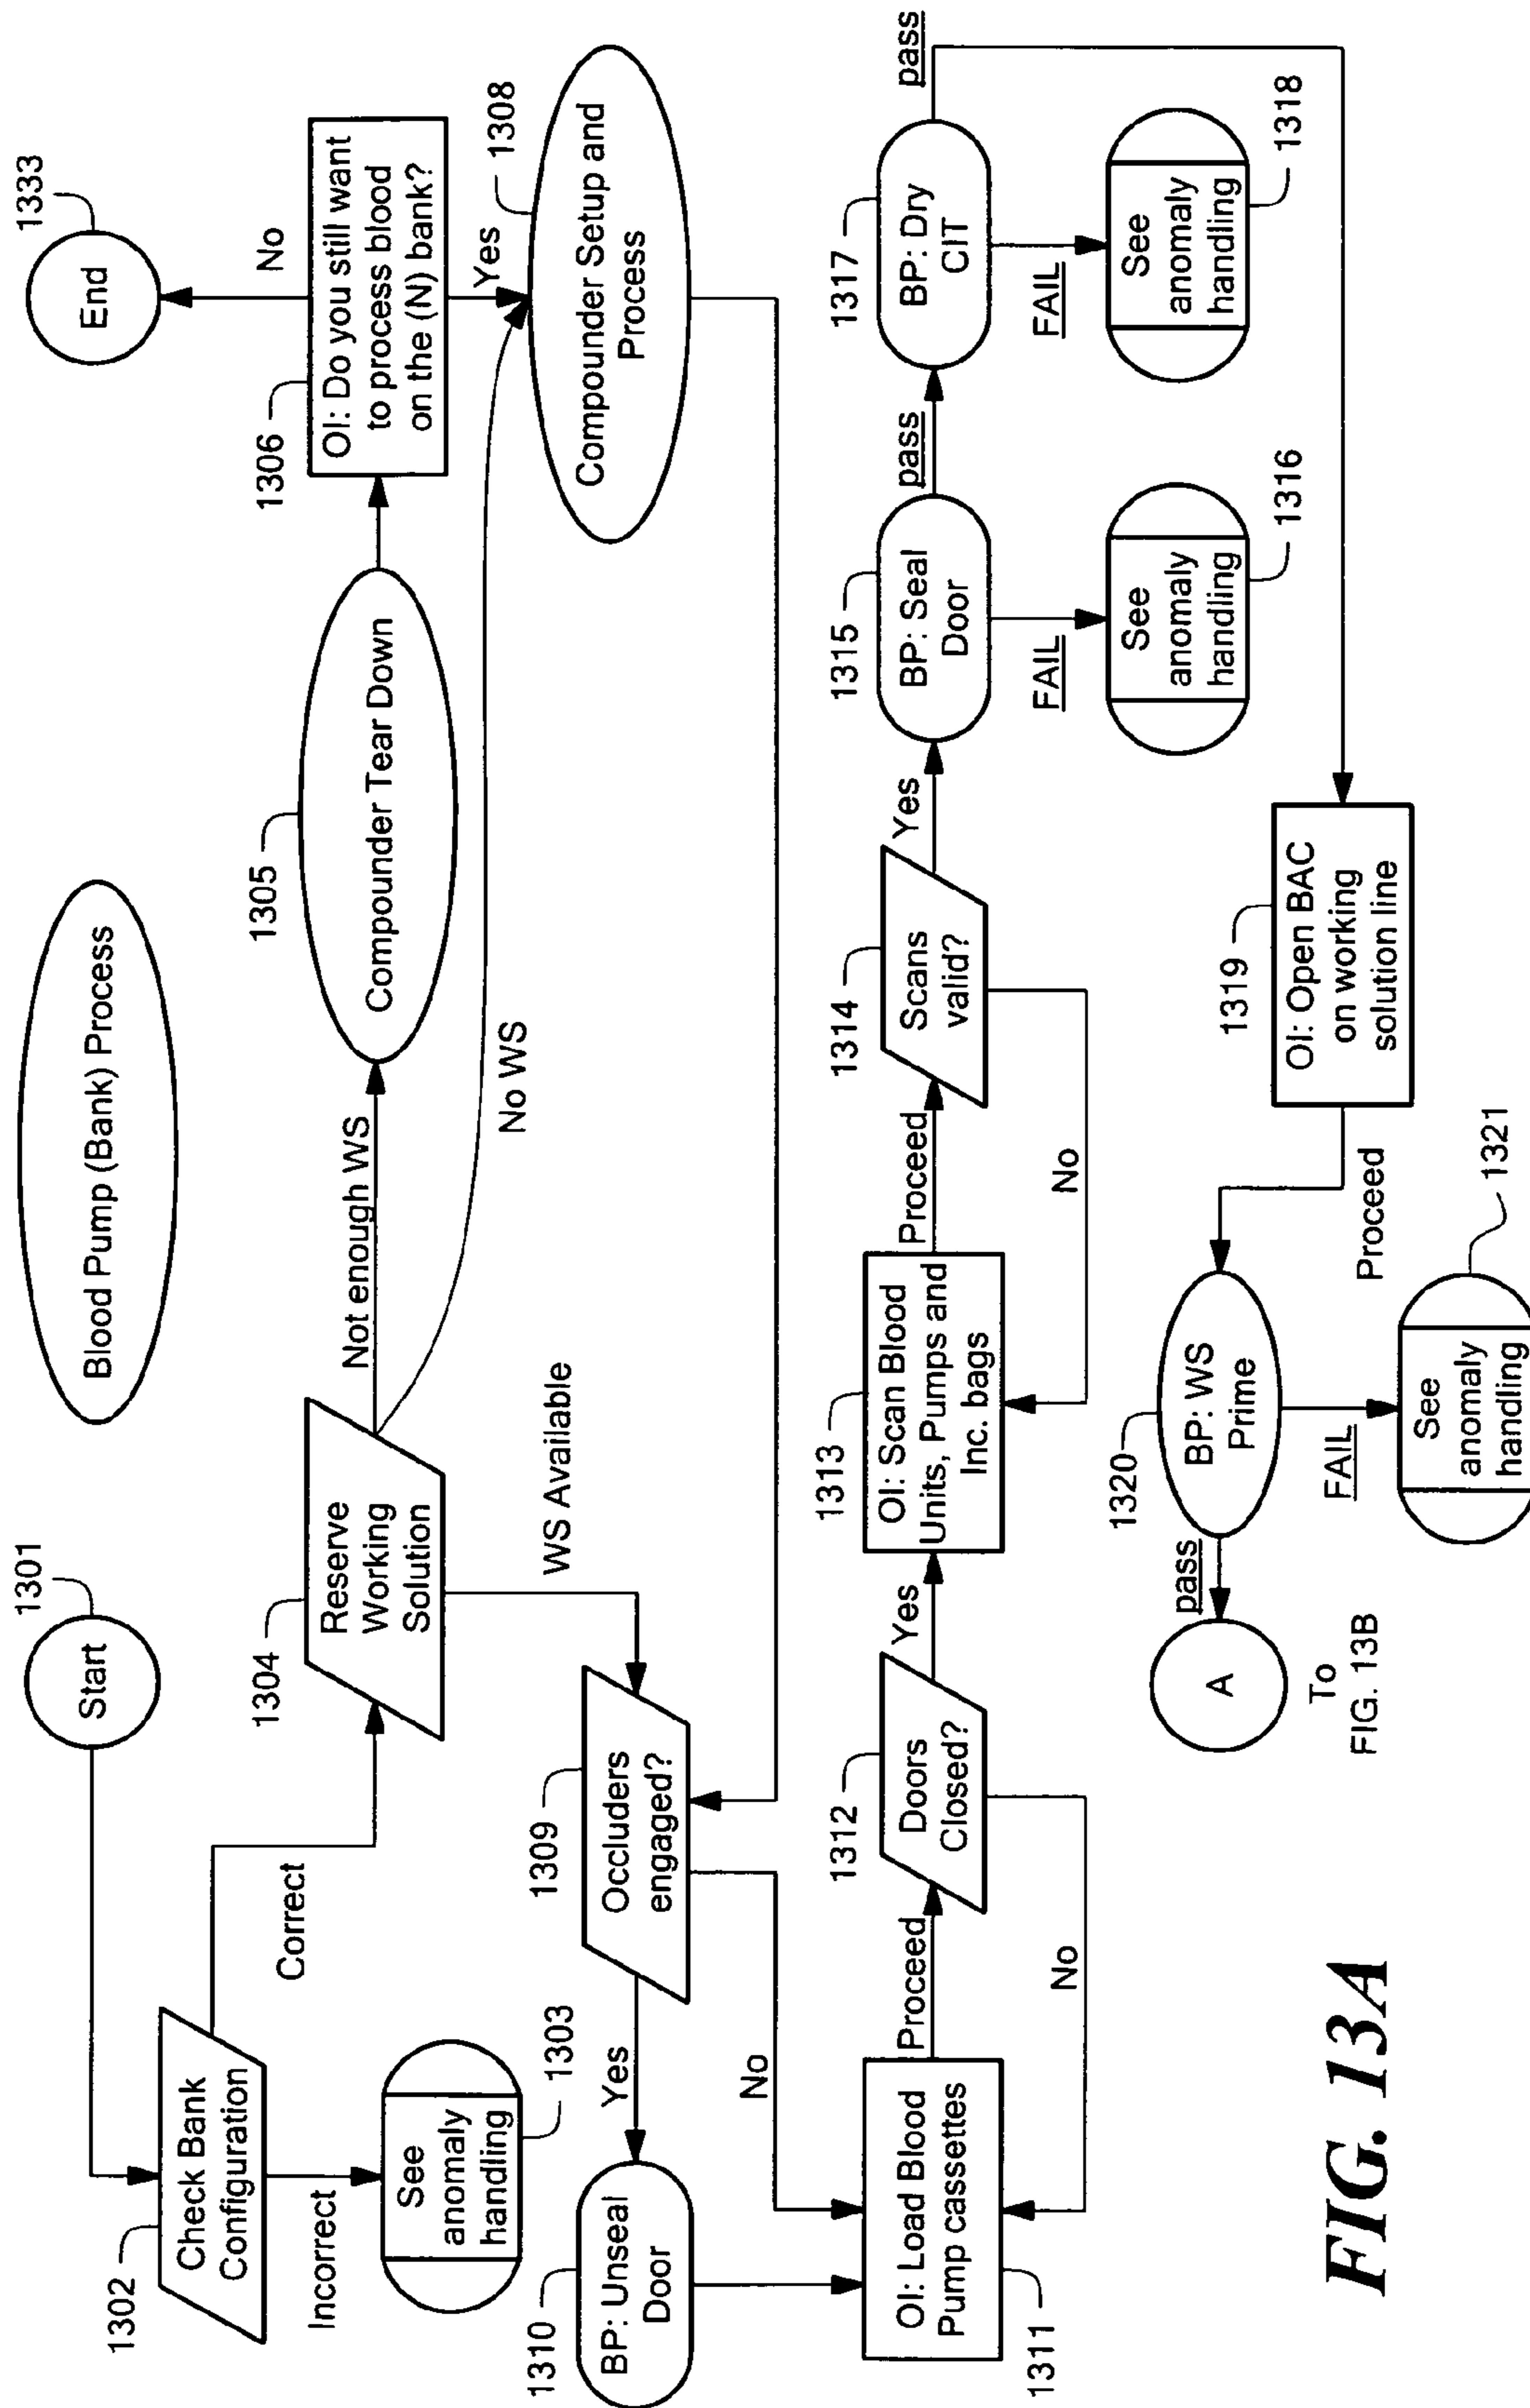 Blood Pump (Bank) Process
1301
Start
1302
Check Bank
Configuration
Correct
Incorrect
See
anomaly
handling
1303
1304
Reserve
Working
Solution
Not enough WS
No WS
WS Available
1305
Compounder Tear Down
1306
OI: Do you still want
to process blood
on the (N) bank?
No
End
1333
Yes
1308
Compounder Setup and
Process
1309
Occluders
engaged?
Yes
No
1310
BP: Unseal
Door
1311
OI: Load Blood
Pump cassettes
Proceed
1312
Doors
Closed?
No
Yes
1313
OI: Scan Blood
Units, Pumps and
Inc. bags
Proceed
1314
Scans
valid?
No
Yes
1315
BP: Seal
Door
pass
FAIL
See
anomaly
handling
1316
1317
BP: Dry
CIT
pass
FAIL
See
anomaly
handling
1318
1319
OI: Open BAC
on working
solution line
Proceed
1320
BP: WS
Prime
FAIL
See
anomaly
handling
1321
pass
A
To
FIG. 13B
FIG. 13A